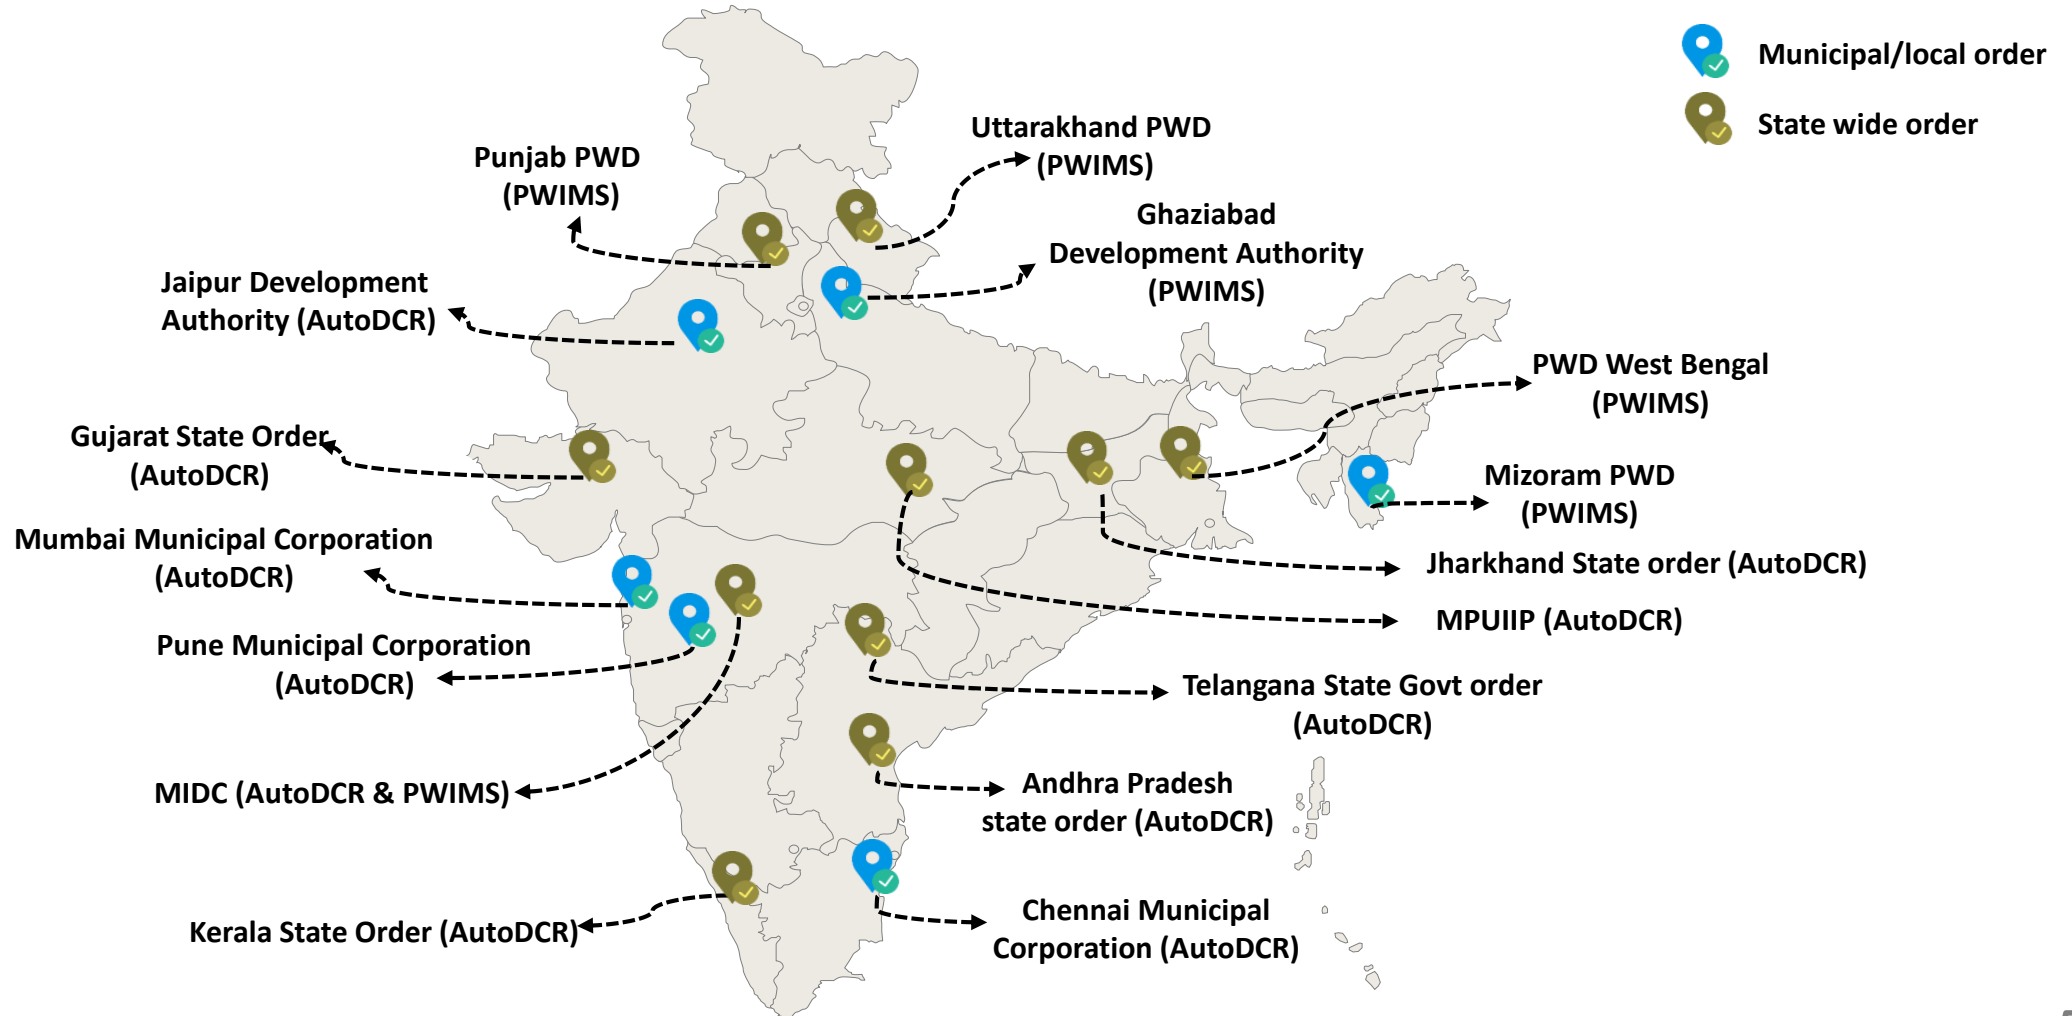 Municipal/local order
State wide order
Uttarakhand PWD
(PWIMS)
Punjab PWD
(PWIMS)
Ghaziabad
Development Authority
(PWIMS)
Jaipur Development
Authority (AutoDCR)
PWD West Bengal
(PWIMS)
Gujarat State Order
(AutoDCR)
Mizoram PWD
(PWIMS)
Mumbai Municipal Corporation
(AutoDCR)
Jharkhand State order (AutoDCR)
MPUIIP (AutoDCR)
Pune Municipal Corporation
(AutoDCR)
Telangana State Govt order
(AutoDCR)
MIDC (AutoDCR & PWIMS)
Andhra Pradesh
state order (AutoDCR)
Kerala State Order (AutoDCR)
Chennai Municipal
Corporation (AutoDCR)